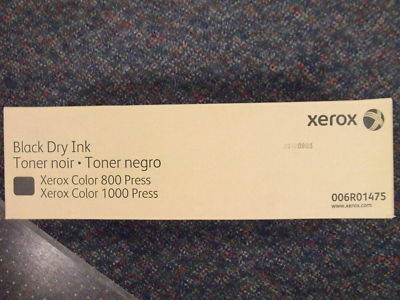 xerox
Black Dry Ink
Toner noir • Toner negro
Xerox Color 800 Press
Xerox Color 1000 Press
006R01475
www.xerox.com